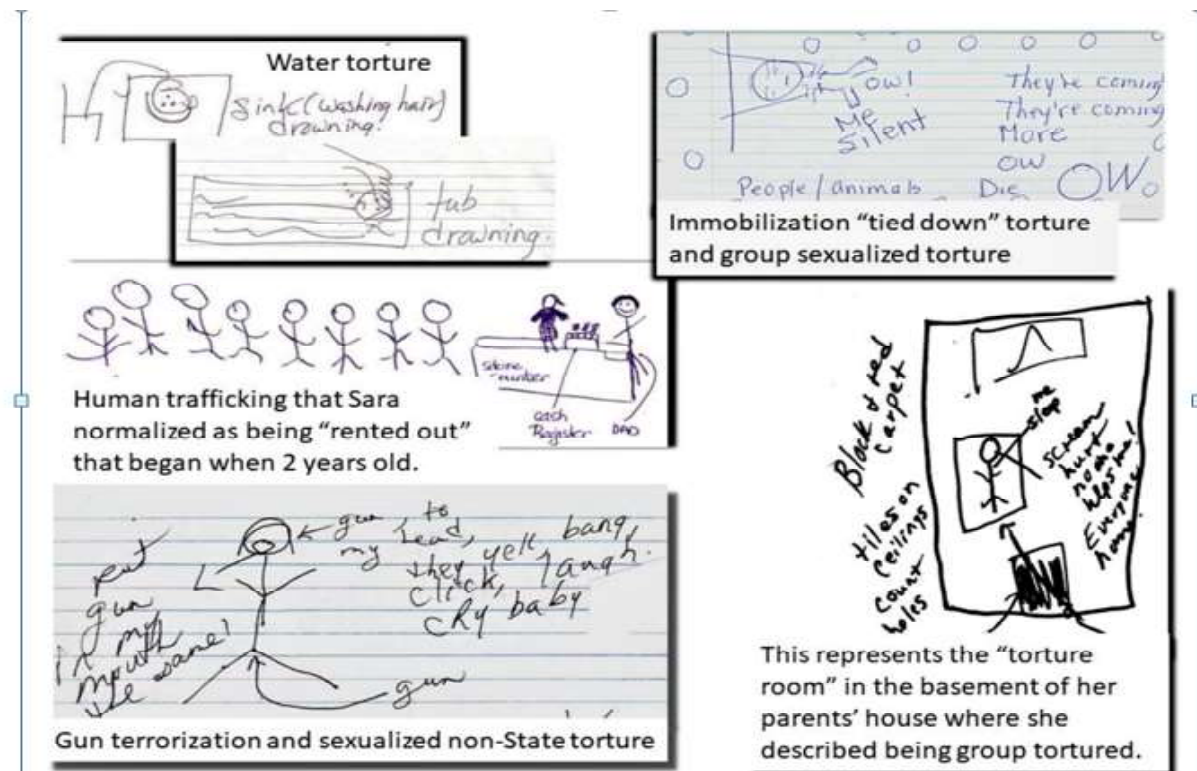 Water torture
Sink (washing hair)
drowning.
tub
drowning.
OW!
Me
Silent
They're coming
They're coming
More
OW
OW
People/animals Die
Immobilization “tied down” torture
and group sexualized torture
cash
Register
DAD
Human trafficking that Sara
normalized as being “rented out”
that began when 2 years old.
put
gun
in my
mouth
the same!
gun to
my head,
they yell bang,
click, laugh.
cRy baby
gun
Gun terrorization and sexualized non-State torture
Black & red
carpet
tiles on
ceilings
count
holes
me
scream
hurt
no one
helps me!
Everyone
This represents the “torture
room” in the basement of her
parents’ house where she
described being group tortured.